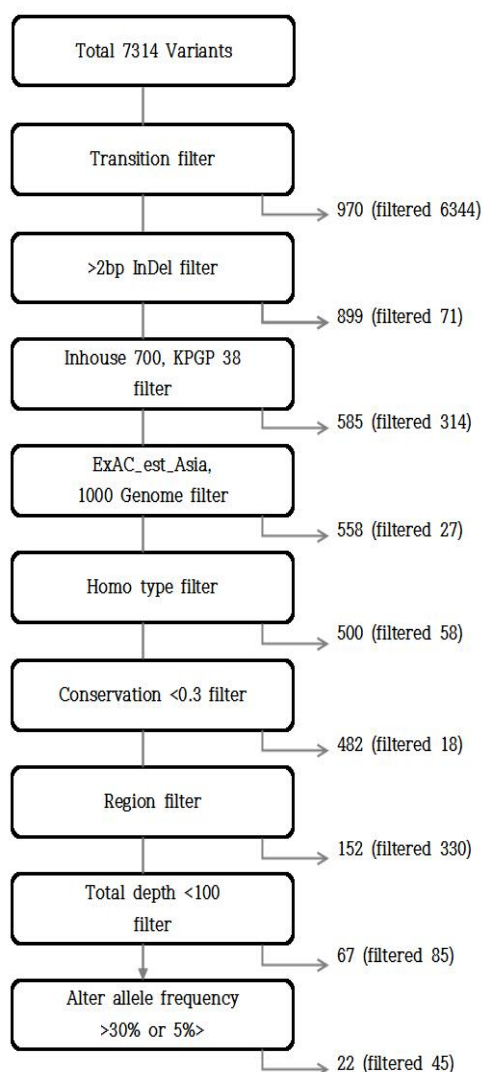 Total 7314 Variants
Transition filter
970 (filtered 6344)
>2bp InDel filter
899 (filtered 71)
Inhouse 700, KPGP 38
filter
585 (filtered 314)
ExAC_est_Asia,
1000 Genome filter
558 (filtered 27)
Homo type filter
500 (filtered 58)
Conservation <0.3 filter
482 (filtered 18)
Region filter
152 (filtered 330)
Total depth <100
filter
67 (filtered 85)
Alter allele frequency
>30% or 5%>
22 (filtered 45)